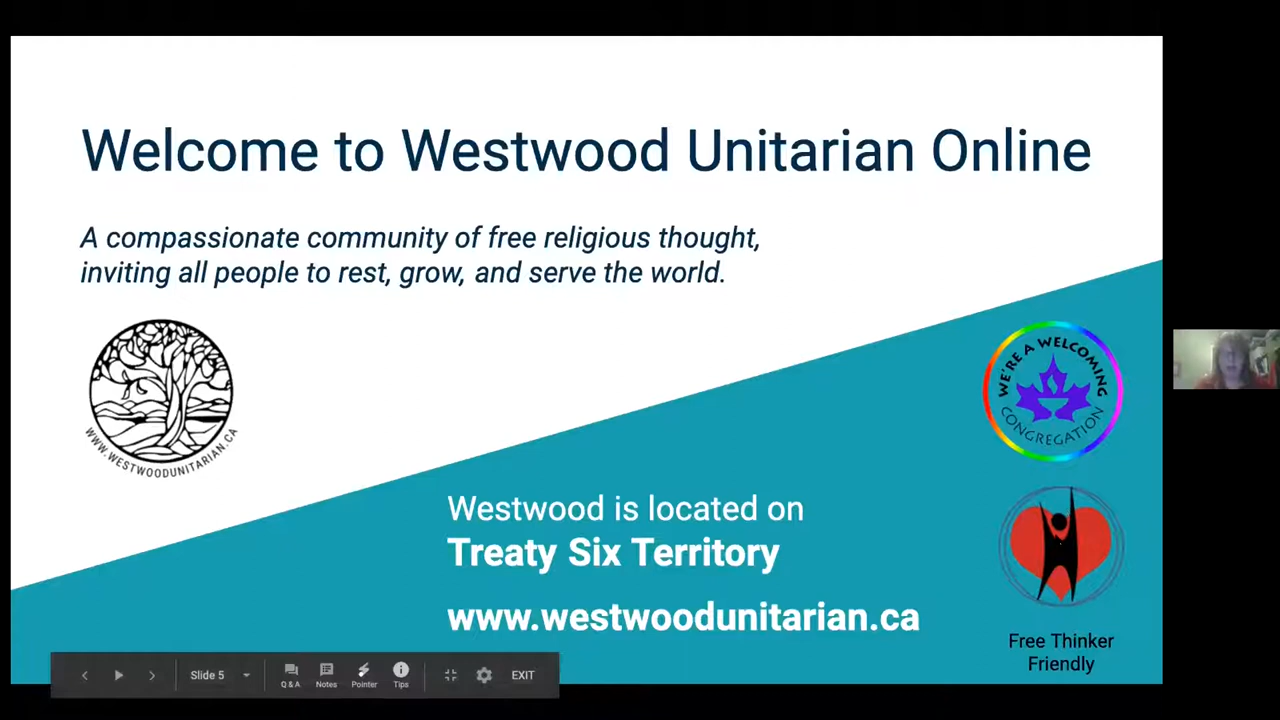 Welcome to Westwood Unitarian Online
A compassionate community of free religious thought,
inviting all people to rest, grow, and serve the world.
WWW.WESTWOODUNITARIAN.CA
WE'RE A WELCOMING
CONGREGATION
Westwood is located on
Treaty Six Territory
www.westwoodunitarian.ca
Free Thinker
Friendly
Slide 5
Q & A
Notes
Pointer
Tips
EXIT